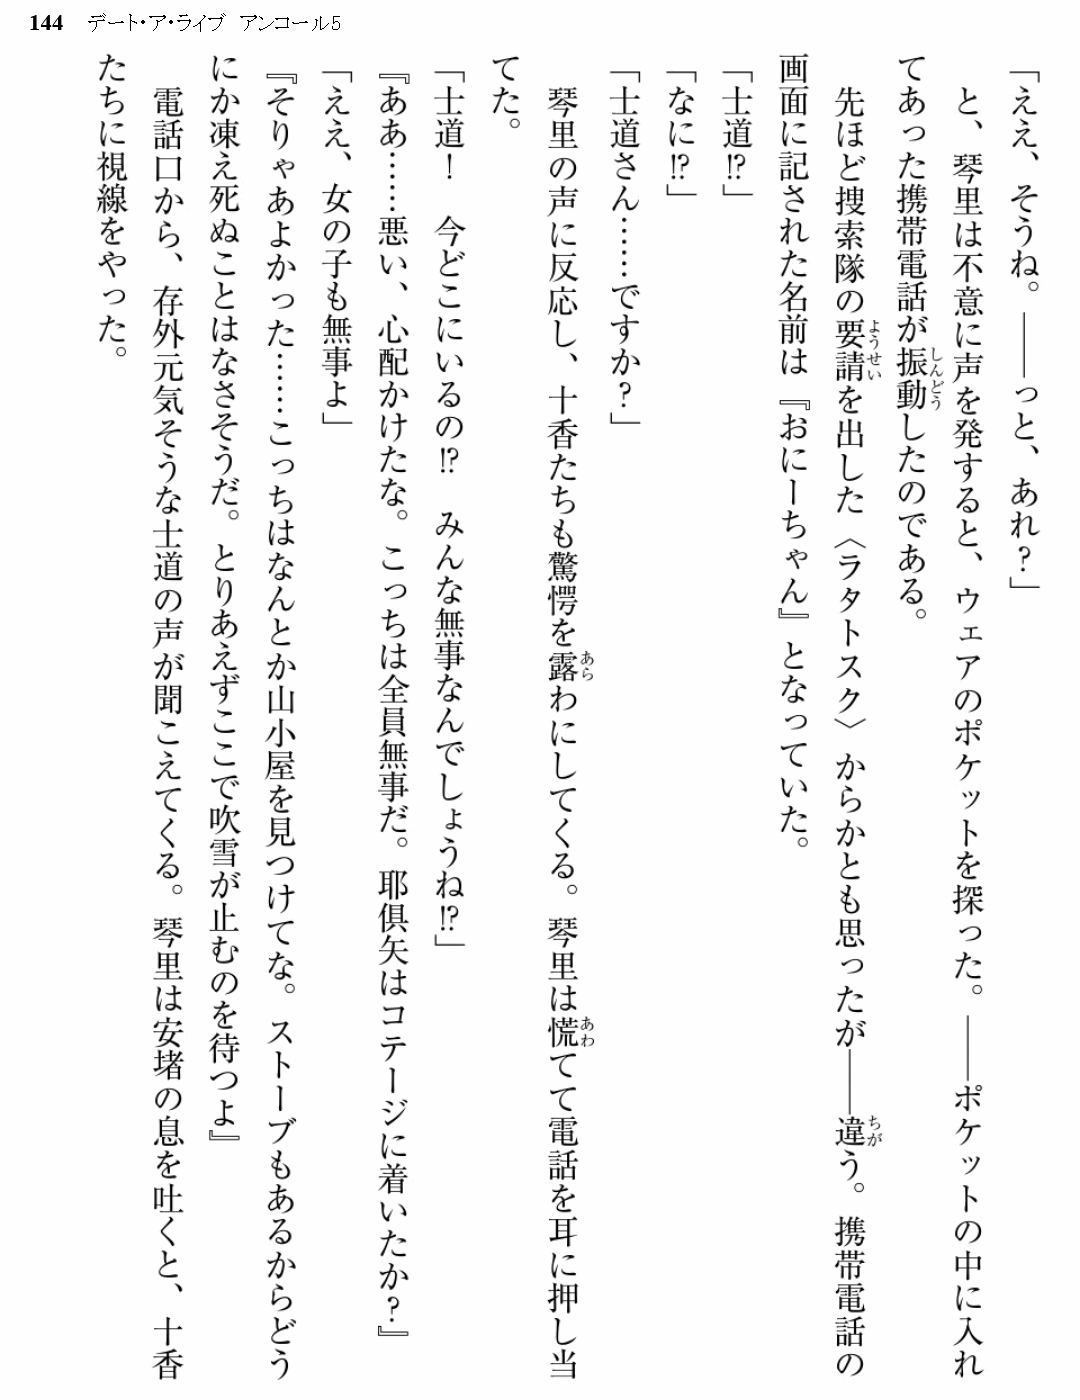 144 デート・ア・ライブ アンコール5
「ええ、そうね。――っと、あれ？」
　と、琴里は不意に声を発すると、ウェアのポケットを探った。――ポケットの中に入れ
てあった携帯電話が振動したのである。
　先ほど捜索隊の要請を出した〈ラタトスク〉からかとも思ったが――違う。携帯電話の
画面に記された名前は『おにーちゃん』となっていた。
「士道!?」
「なに!?」
「士道さん……ですか？」
　琴里の声に反応し、十香たちも驚愕を露わにしてくる。琴里は慌てて電話を耳に押し当
てた。
「士道！　今どこにいるの!?　みんな無事なんでしょうね!?」
『ああ……悪い、心配かけたな。こっちは全員無事だ。耶倶矢はコテージに着いたか？』
「ええ、女の子も無事よ」
『そりゃあよかった……こっちはなんとか山小屋を見つけてな。ストーブもあるからどう
にか凍え死ぬことはなさそうだ。とりあえずここで吹雪が止むのを待つよ』
　電話口から、存外元気そうな士道の声が聞こえてくる。琴里は安堵の息を吐くと、十香
たちに視線をやった。